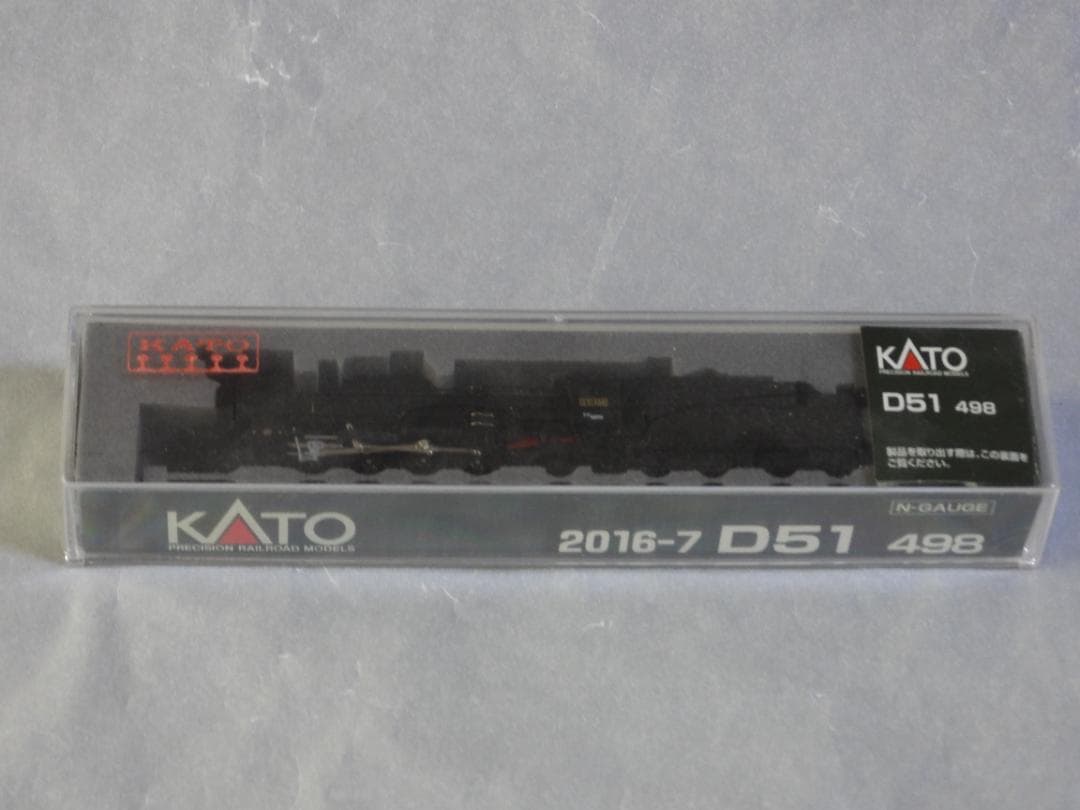 KATO
KATO
PRECISION RAILROAD MODELS
D51 498
製品を取り出す際は、この裏面を
ご覧ください。
N-GAUGE
KATO
PRECISION RAILROAD MODELS
2016-7 D51 498